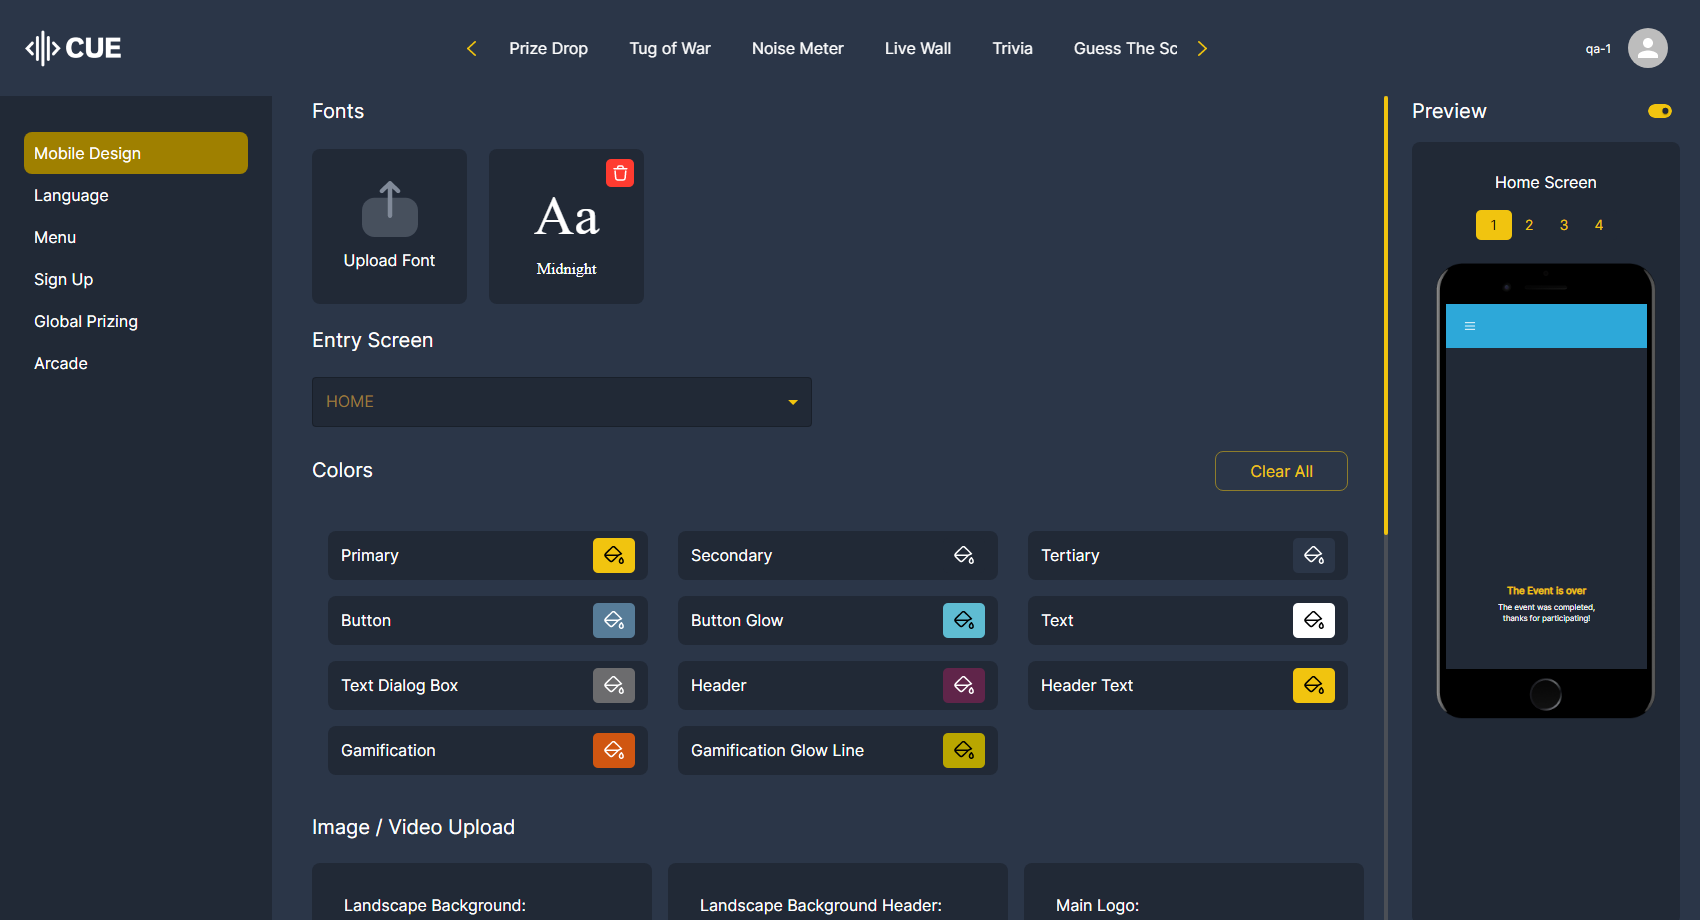 CUE
Prize Drop
Tug of War
Noise Meter
Live Wall
Trivia
Guess The Sc
qa-1
Mobile Design
Language
Menu
Sign Up
Global Prizing
Arcade
Fonts
Upload Font
Aa
Midnight
Entry Screen
HOME
Colors
Clear All
Primary
Secondary
Tertiary
Button
Button Glow
Text
Text Dialog Box
Header
Header Text
Gamification
Gamification Glow Line
Image / Video Upload
Landscape Background:
Landscape Background Header:
Main Logo:
Preview
Home Screen
1 2 3 4
The Event is over
The event was completed,
thanks for participating!